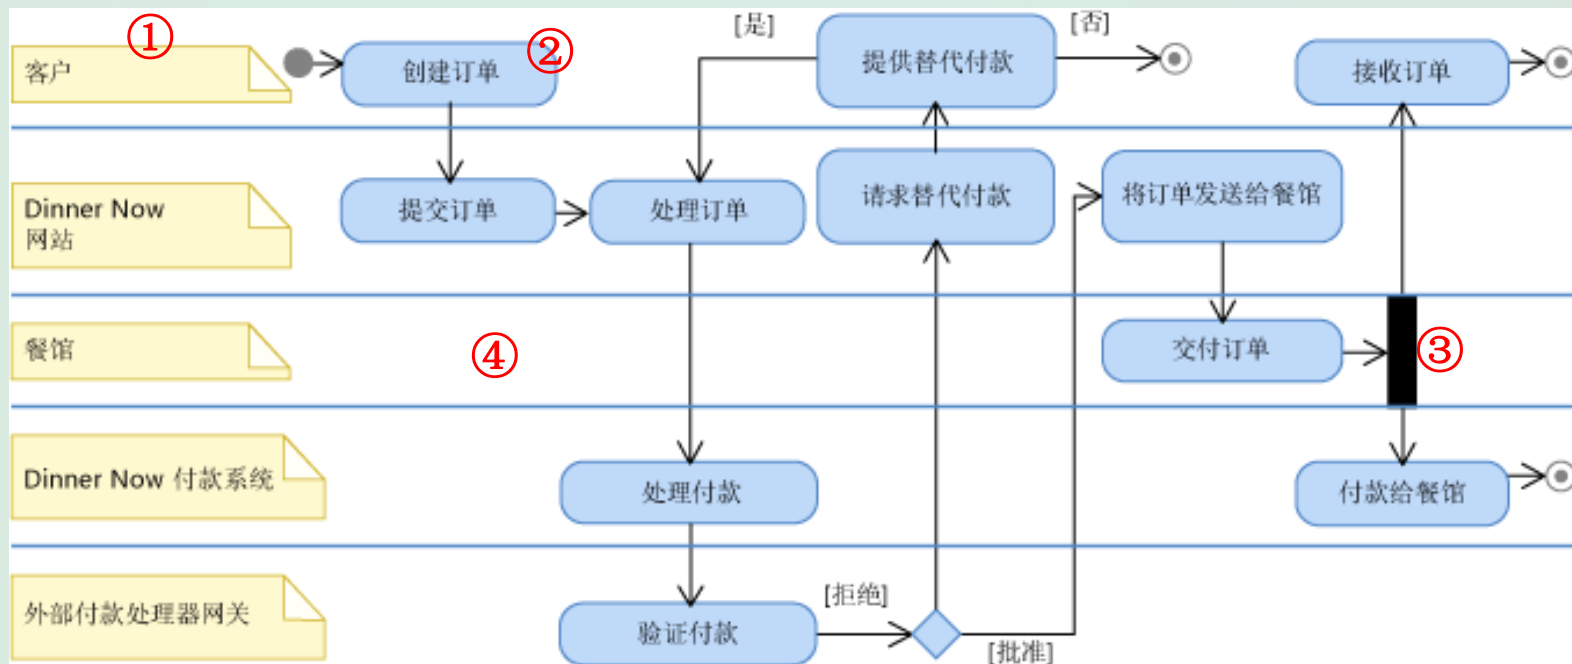 ①
②
[是]
[否]
客户
创建订单
提供替代付款
接收订单
Dinner Now
网站
提交订单
处理订单
请求替代付款
将订单发送给餐馆
餐馆
④
交付订单
③
Dinner Now 付款系统
处理付款
付款给餐馆
外部付款处理器网关
验证付款
[拒绝]
[批准]